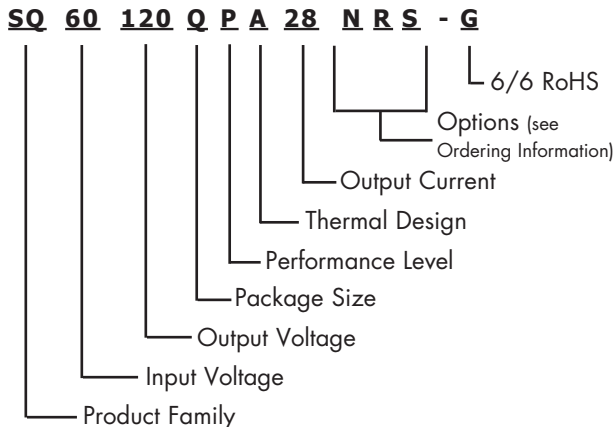 SQ 60 120 Q P A 28 N R S - G
6/6 RoHS
Options (see
Ordering Information)
Output Current
Thermal Design
Performance Level
Package Size
Output Voltage
Input Voltage
Product Family